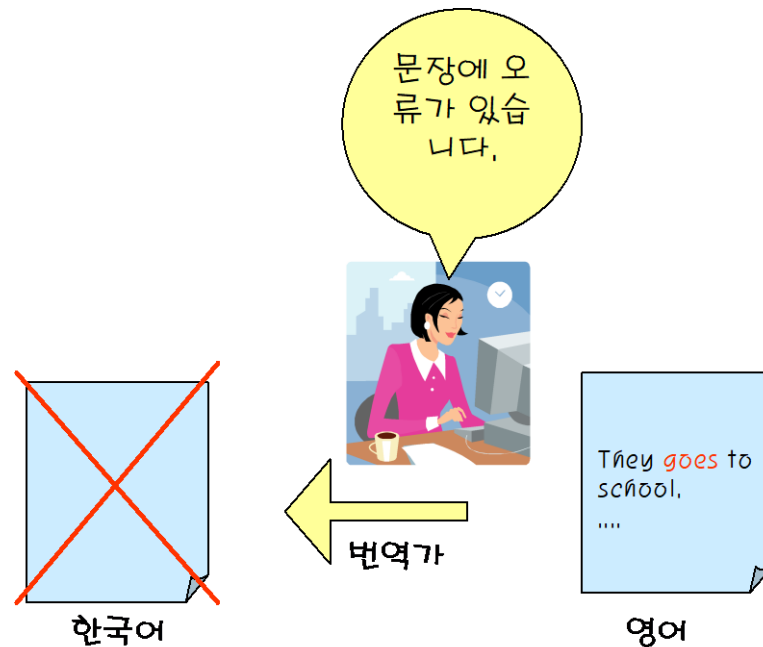 문장에 오
류가 있습
니다.
They goes to
school.
....
번역가
한국어
영어